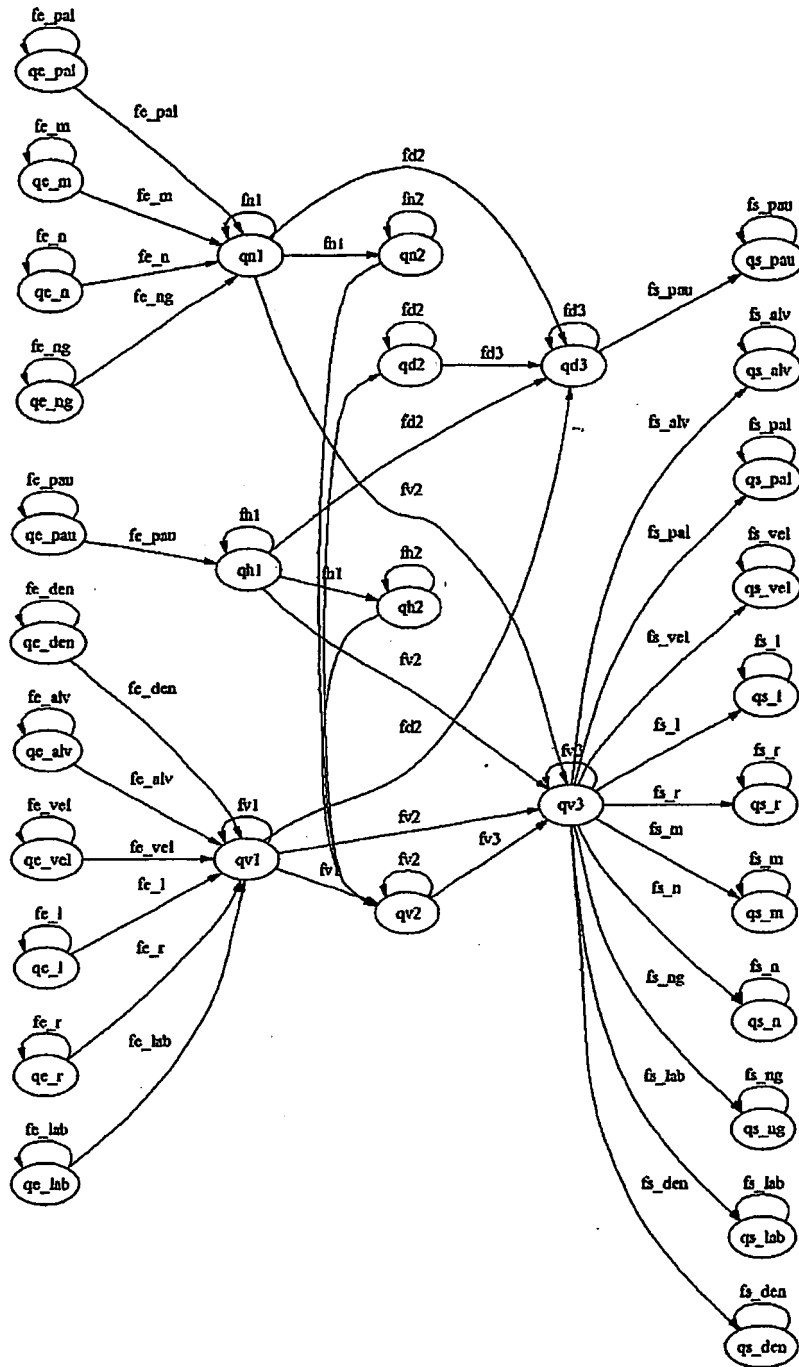 fe_pal
qe_pal
fe_pal
fe_m
qe_m
fe_m
fe_n
qe_n
fe_n
fe_ng
qe_ng
fe_ng
fe_pau
qe_pau
fe_pau
fe_den
qe_den
fe_den
fe_alv
qe_alv
fe_alv
fe_vel
qe_vel
fe_vel
fe_l
qe_l
fe_l
fe_r
qe_r
fe_r
fe_lab
qe_lab
fe_lab
fn1
qn1
fn1
fd2
fn2
qn2
fd2
qd2
fd3
fd3
qd3
fd2
fv2
fh1
qh1
fh1
fh2
qh2
fv2
fd2
fv1
qv1
fv2
fv1
fv2
qv2
fv3
fv3
qv3
fs_pau
fs_pau
qs_pau
fs_alv
fs_alv
qs_alv
fs_pal
fs_pal
qs_pal
fs_vel
fs_vel
qs_vel
fs_l
fs_l
qs_l
fs_r
fs_r
qs_r
fs_m
fs_m
qs_m
fs_n
fs_n
qs_n
fs_ng
fs_ng
qs_ng
fs_lab
fs_lab
qs_lab
fs_den
fs_den
qs_den